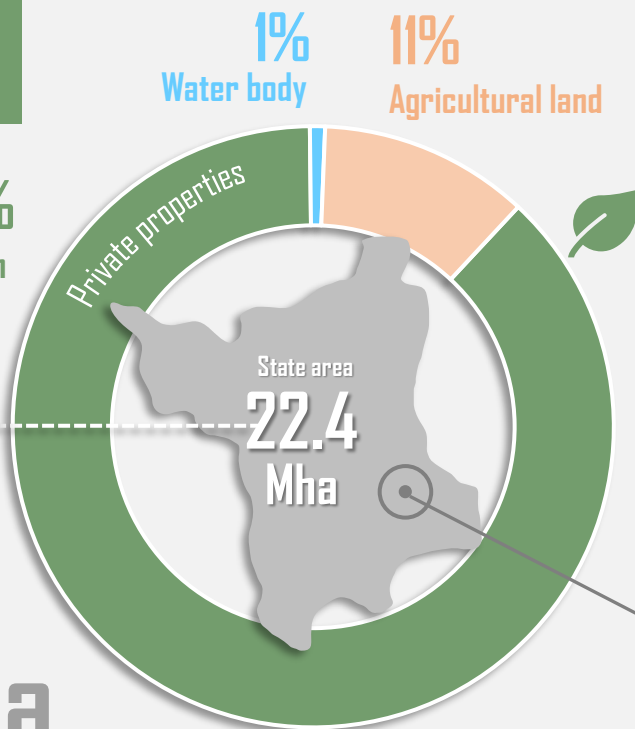 1%
Water body
11%
Agricultural land
%
n
Private properties
State area
22.4
Mha
a